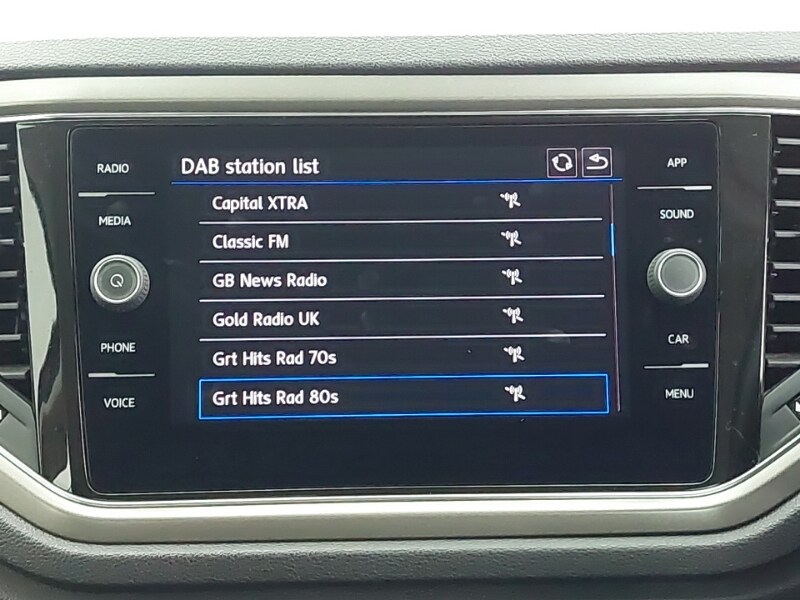 RADIO
MEDIA
PHONE
VOICE
DAB station list
Capital XTRA
Classic FM
GB News Radio
Gold Radio UK
Grt Hits Rad 70s
Grt Hits Rad 80s
APP
SOUND
CAR
MENU